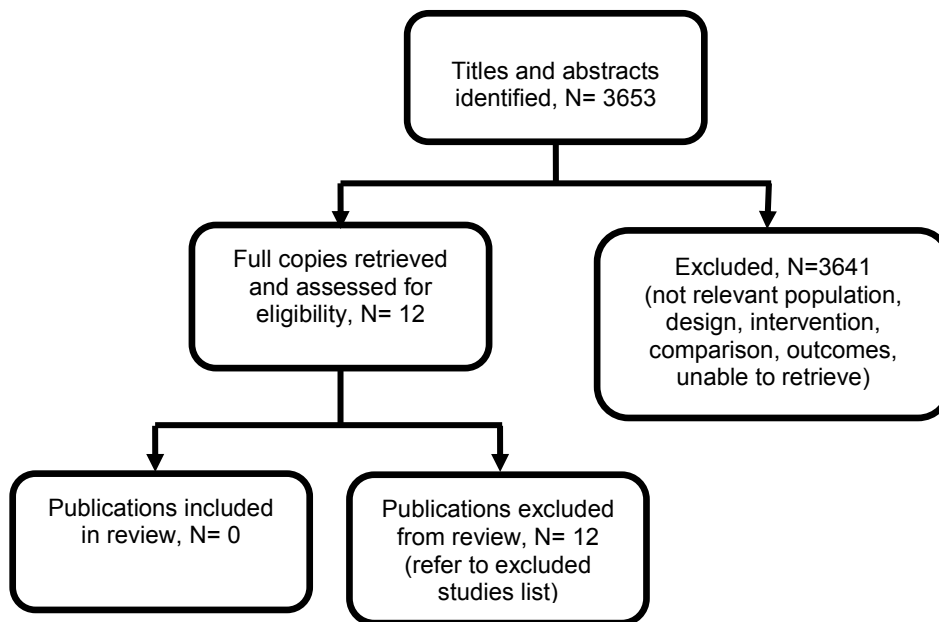 Titles and abstracts
identified, N= 3653
Full copies retrieved
and assessed for
eligibility, N= 12
Excluded, N=3641
(not relevant population,
design, intervention,
comparison, outcomes,
unable to retrieve)
Publications included
in review, N= 0
Publications excluded
from review, N= 12
(refer to excluded
studies list)